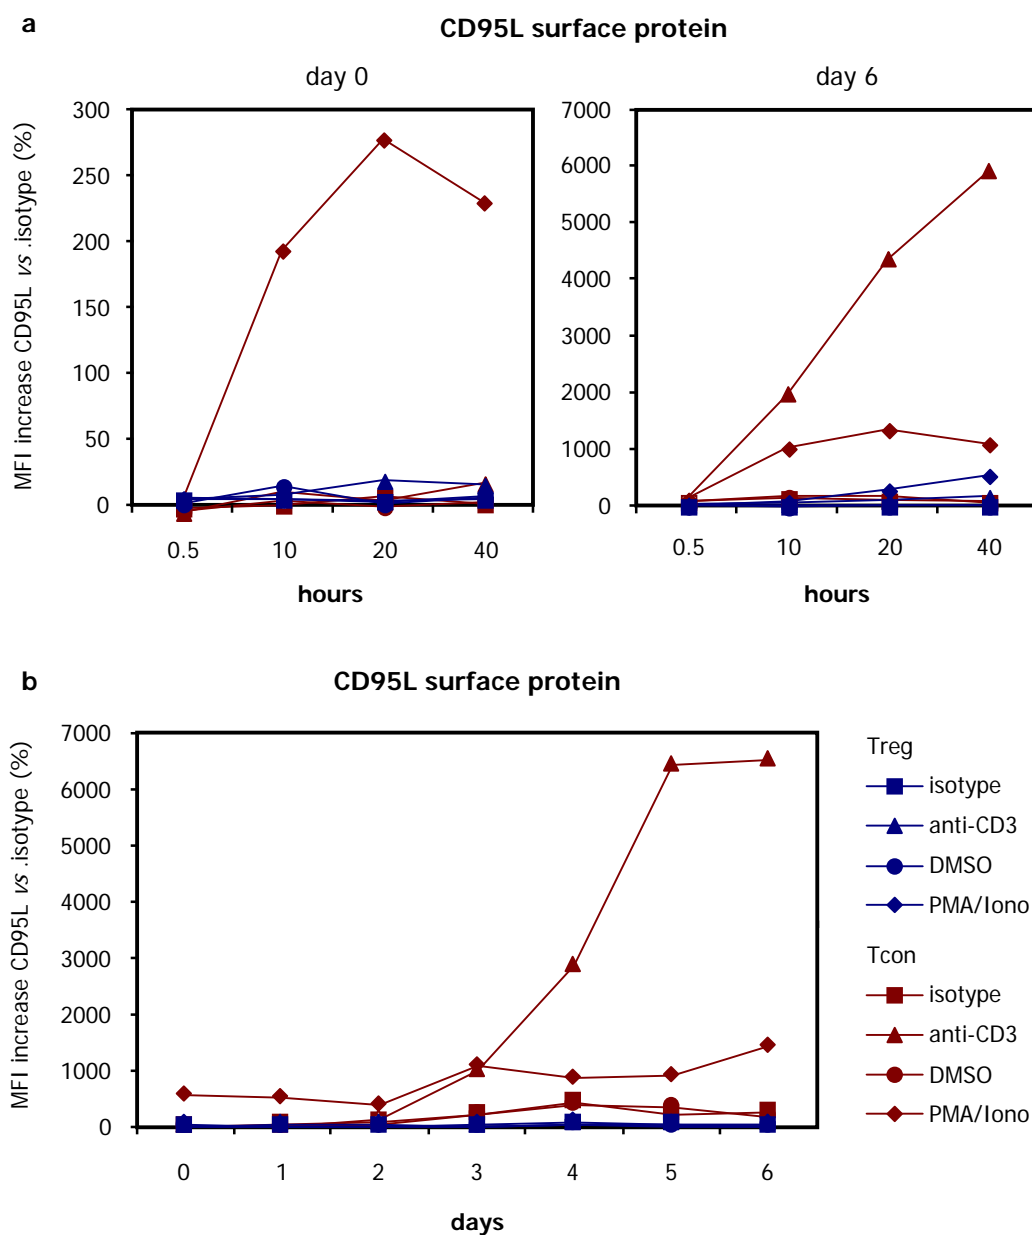 a
CD95L surface protein
day 0
day 6
MFI increase CD95L vs .isotype (%)
300
250
200
150
100
50
0
0.5 10 20 40
hours
7000
6000
5000
4000
3000
2000
1000
0
0.5 10 20 40
hours
b
CD95L surface protein
MFI increase CD95L vs .isotype (%)
7000
6000
5000
4000
3000
2000
1000
0
0 1 2 3 4 5 6
days
Treg
isotype
anti-CD3
DMSO
PMA/Iono
Tcon
isotype
anti-CD3
DMSO
PMA/Iono